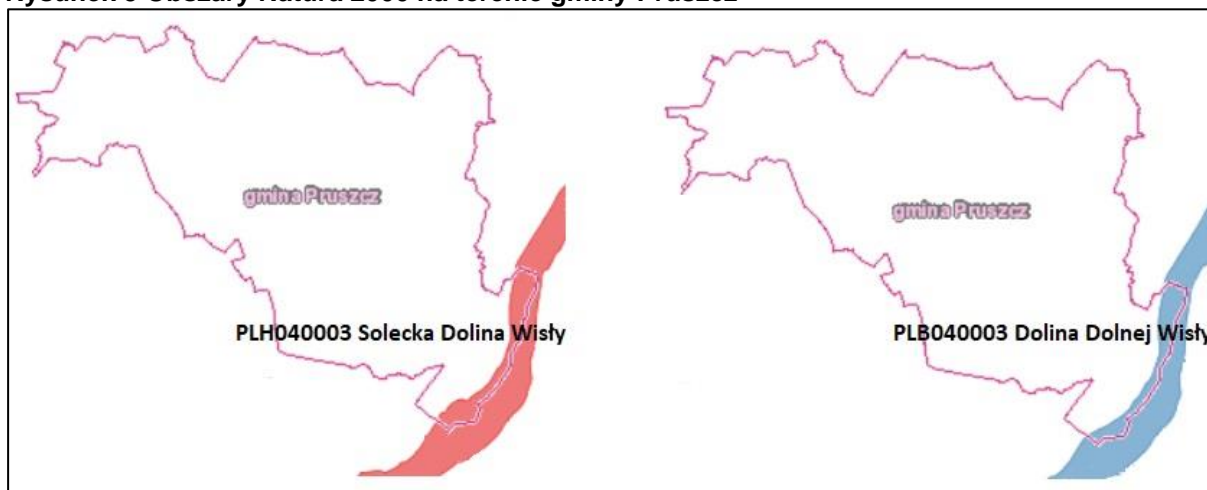 Rysunek 3 Obszary Natura 2000 na terenie gminy Pruszcz
gmina Pruszcz
gmina Pruszcz
PLH040003 Solecka Dolina Wisły
PLB040003 Dolina Dolnej Wisły